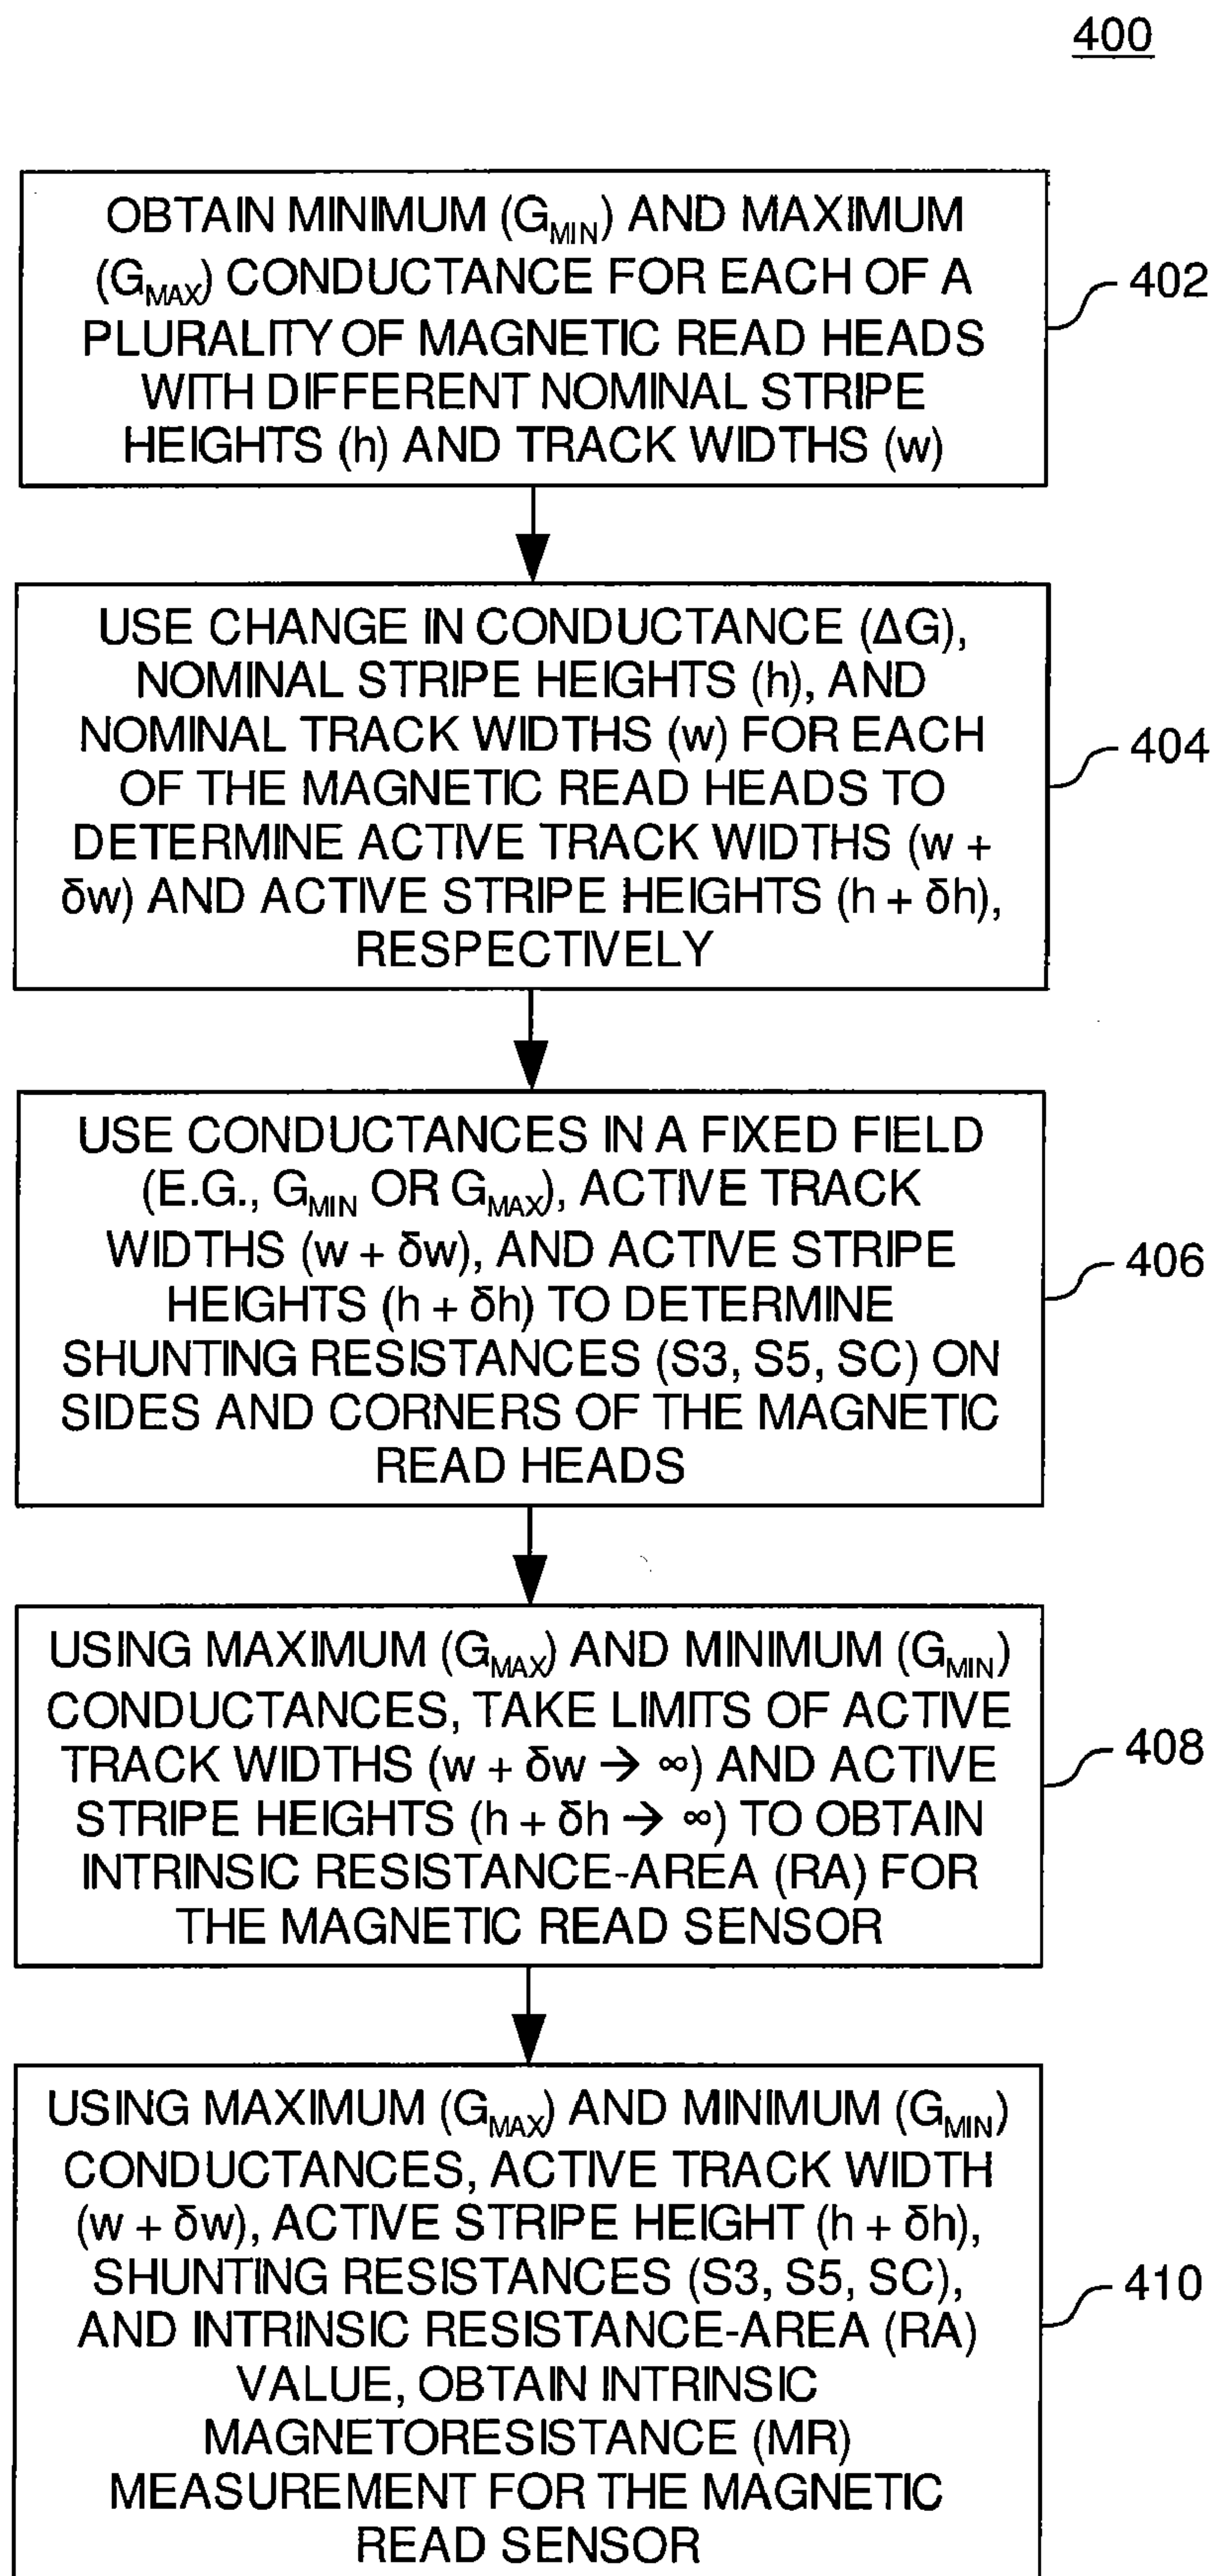 400
OBTAIN MINIMUM (GMIN) AND MAXIMUM
(GMAX) CONDUCTANCE FOR EACH OF A
PLURALITY OF MAGNETIC READ HEADS
WITH DIFFERENT NOMINAL STRIPE
HEIGHTS (h) AND TRACK WIDTHS (w)
402
USE CHANGE IN CONDUCTANCE (ΔG),
NOMINAL STRIPE HEIGHTS (h), AND
NOMINAL TRACK WIDTHS (w) FOR EACH
OF THE MAGNETIC READ HEADS TO
DETERMINE ACTIVE TRACK WIDTHS (w +
δw) AND ACTIVE STRIPE HEIGHTS (h + δh),
RESPECTIVELY
404
USE CONDUCTANCES IN A FIXED FIELD
(E.G., GMIN OR GMAX), ACTIVE TRACK
WIDTHS (w + δw), AND ACTIVE STRIPE
HEIGHTS (h + δh) TO DETERMINE
SHUNTING RESISTANCES (S3, S5, SC) ON
SIDES AND CORNERS OF THE MAGNETIC
READ HEADS
406
USING MAXIMUM (GMAX) AND MINIMUM (GMIN)
CONDUCTANCES, TAKE LIMITS OF ACTIVE
TRACK WIDTHS (w + δw → ∞) AND ACTIVE
STRIPE HEIGHTS (h + δh → ∞) TO OBTAIN
INTRINSIC RESISTANCE-AREA (RA) FOR
THE MAGNETIC READ SENSOR
408
USING MAXIMUM (GMAX) AND MINIMUM (GMIN)
CONDUCTANCES, ACTIVE TRACK WIDTH
(w + δw), ACTIVE STRIPE HEIGHT (h + δh),
SHUNTING RESISTANCES (S3, S5, SC),
AND INTRINSIC RESISTANCE-AREA (RA)
VALUE, OBTAIN INTRINSIC
MAGNETORESISTANCE (MR)
MEASUREMENT FOR THE MAGNETIC
READ SENSOR
410